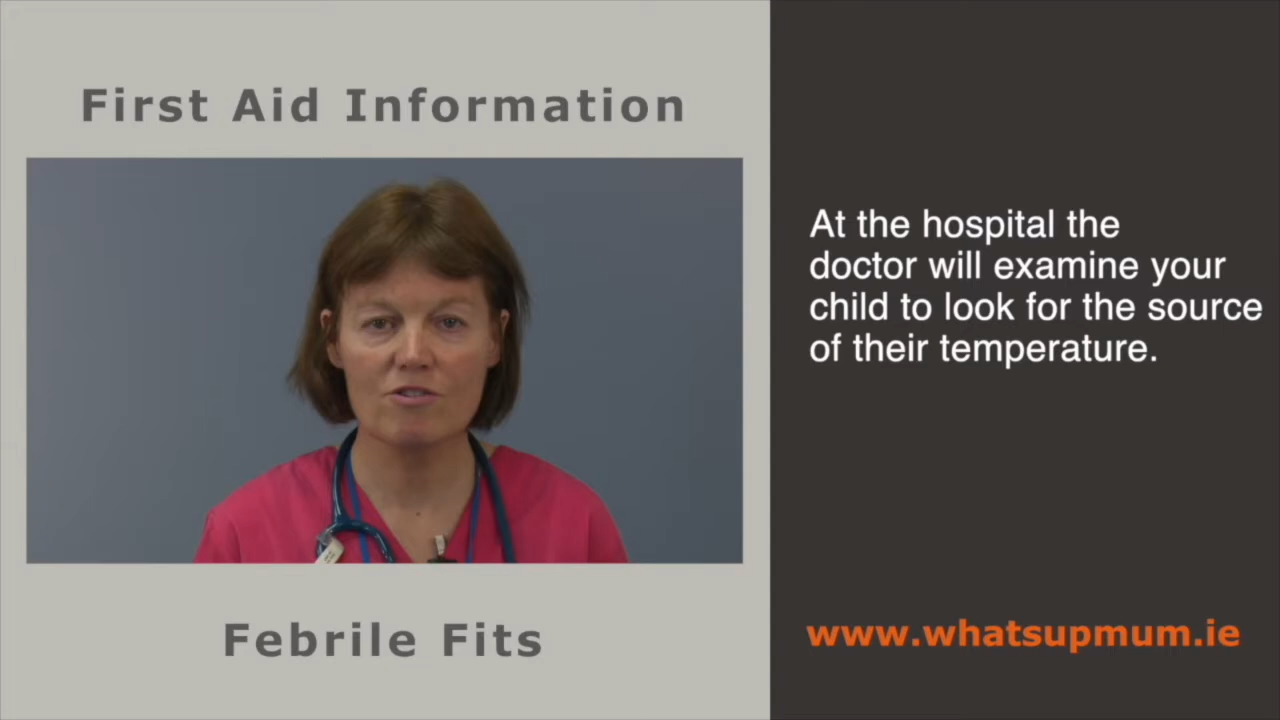 First Aid Information
At the hospital the
doctor will examine your
child to look for the source
of their temperature.
Febrile Fits
www.whatsupmum.ie